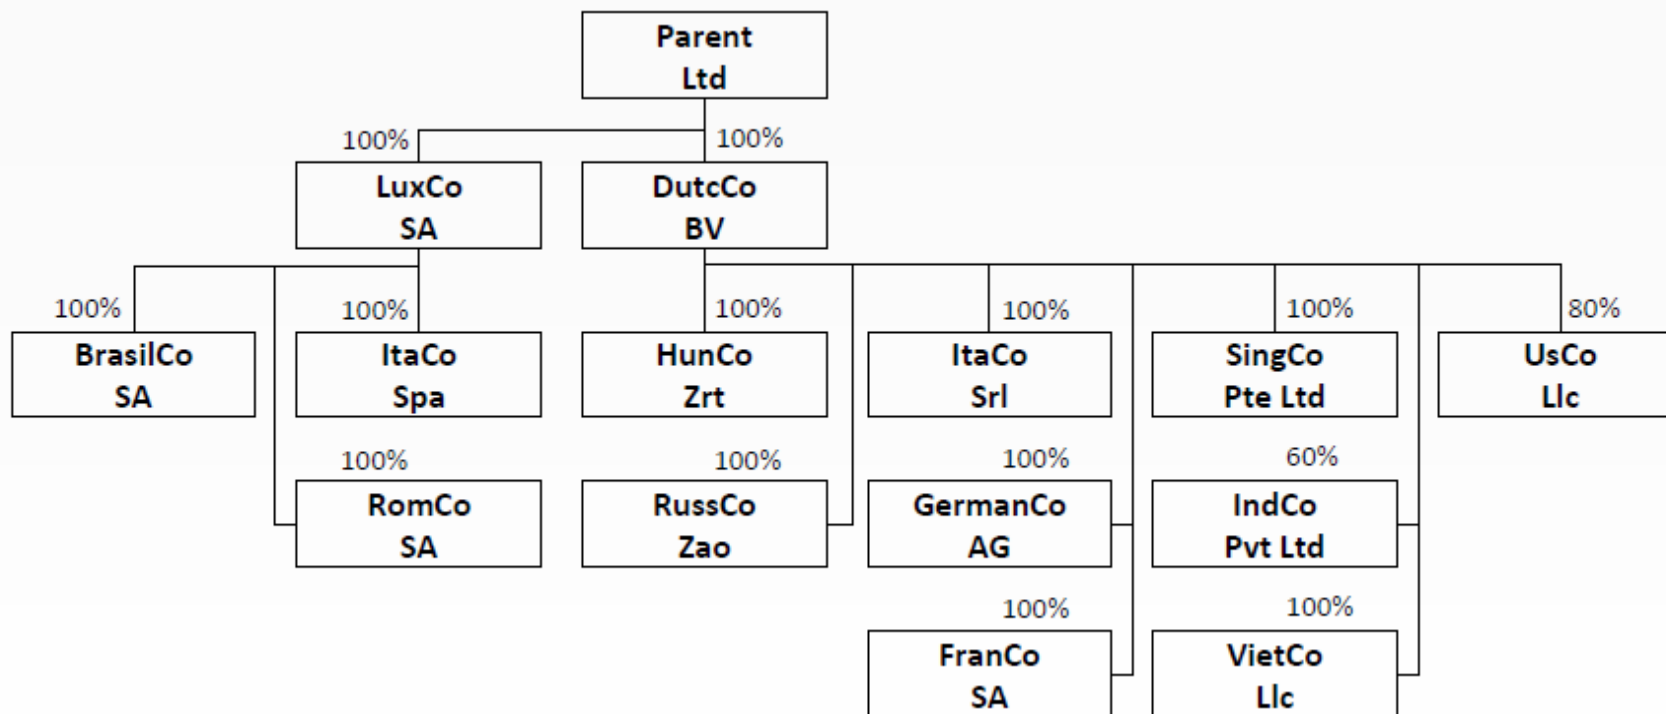 Parent
Ltd
100%
100%
LuxCo
SA
DutcCo
BV
100%
100%
100%
100%
100%
80%
BrasilCo
SA
ItaCo
Spa
HunCo
Zrt
ItaCo
Srl
SingCo
Pte Ltd
UsCo
Llc
100%
100%
100%
60%
RomCo
SA
RussCo
Zao
GermanCo
AG
IndCo
Pvt Ltd
100%
100%
FranCo
SA
VietCo
Llc